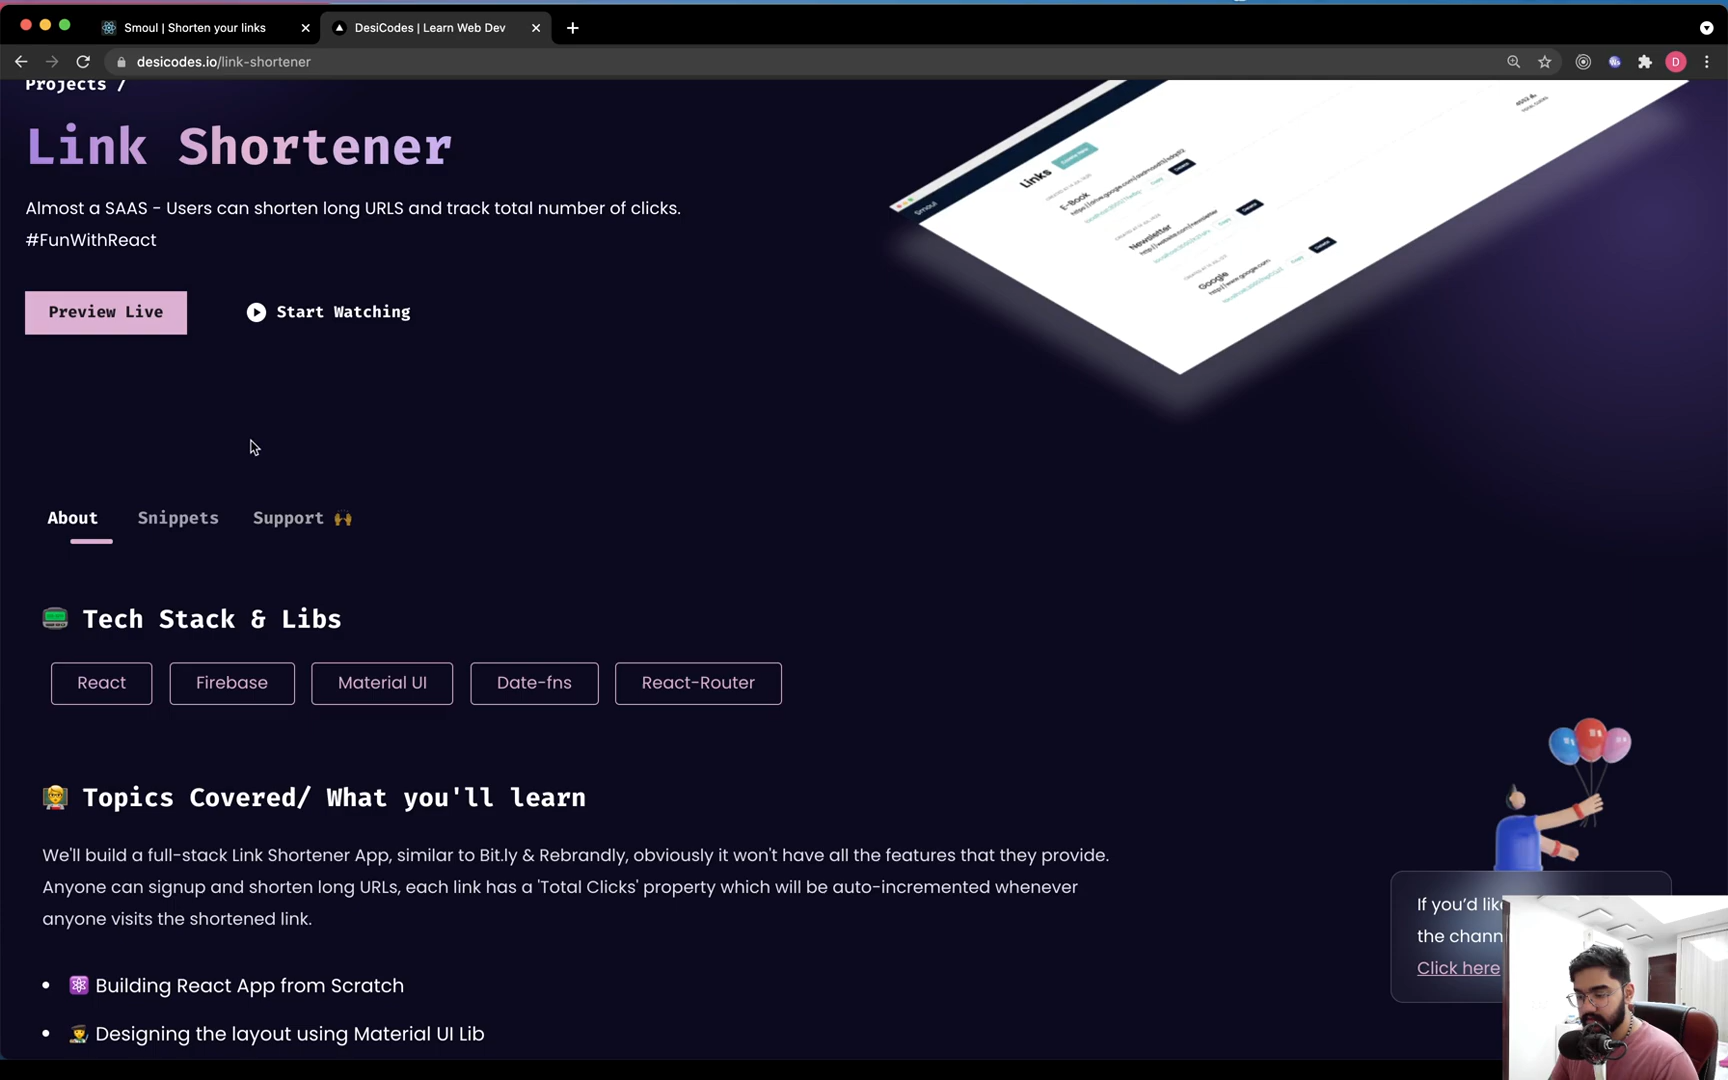 Smoul | Shorten your links
DesiCodes | Learn Web Dev
desicodes.io/link-shortener
D
Projects /
Link Shortener
Almost a SAAS - Users can shorten long URLS and track total number of clicks.
#FunWithReact
Preview Live
Start Watching
Smoul
Links
Create New
E-Book
Newsletter
Google
About
Snippets
Support 🙌
Tech Stack & Libs
React
Firebase
Material UI
Date-fns
React-Router
Topics Covered/ What you'll learn
We'll build a full-stack Link Shortener App, similar to Bit.ly & Rebrandly, obviously it won't have all the features that they provide.
Anyone can signup and shorten long URLs, each link has a 'Total Clicks' property which will be auto-incremented whenever
anyone visits the shortened link.
If you'd
the chann
Click here
• Building React App from Scratch
• Designing the layout using Material UI Lib